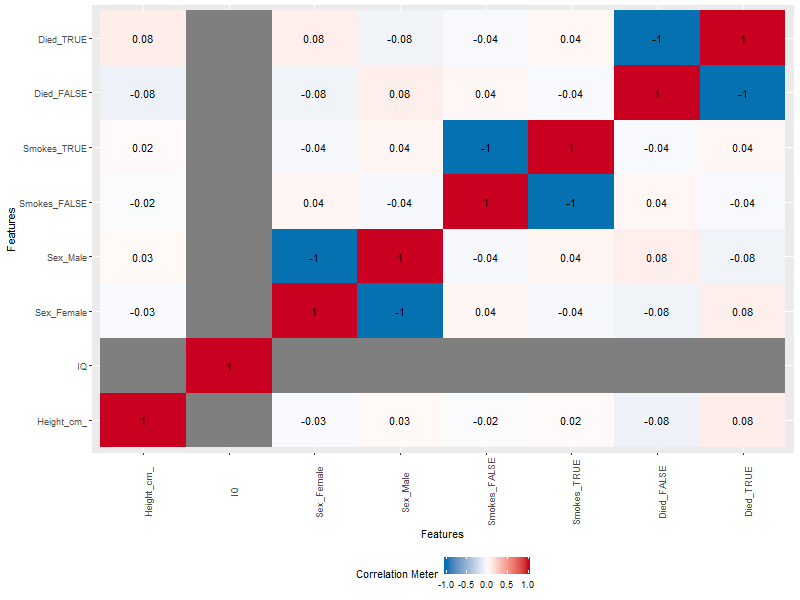 Features
Died_TRUE 0.08 0.08 -0.08 -0.04 0.04 -1 1
Died_FALSE -0.08 -0.08 0.08 0.04 -0.04 1 -1
Smokes_TRUE 0.02 -0.04 0.04 -1 1 -0.04 0.04
Smokes_FALSE -0.02 0.04 -0.04 1 -1 0.04 -0.04
Sex_Male 0.03 -1 1 -0.04 0.04 0.08 -0.08
Sex_Female -0.03 1 -1 0.04 -0.04 -0.08 0.08
IQ 1
Height_cm_ 1 -0.03 0.03 -0.02 0.02 -0.08 0.08
Height_cm_ IQ Sex_Female Sex_Male Smokes_FALSE Smokes_TRUE Died_FALSE Died_TRUE
Features
Correlation Meter
-1.0 -0.5 0.0 0.5 1.0